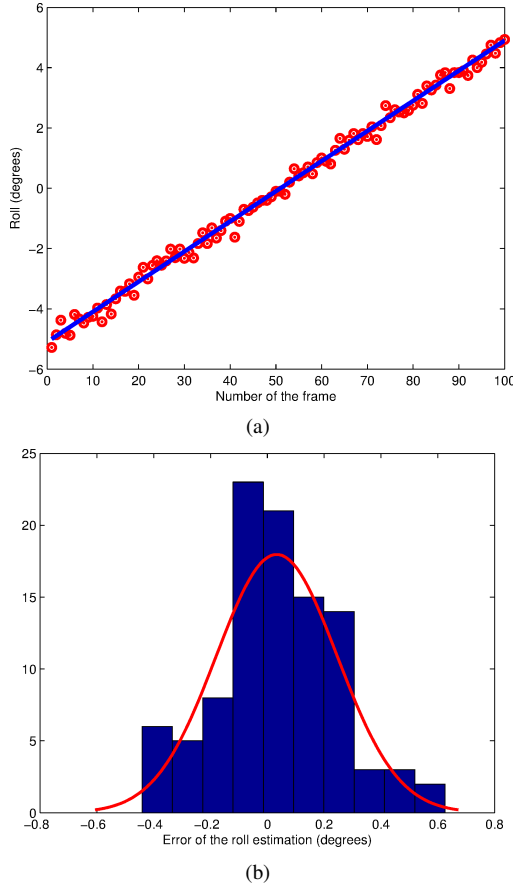 6
4
2
0
−2
−4
−6
Roll (degrees)
0 10 20 30 40 50 60 70 80 90 100
Number of the frame
(a)
25
20
15
10
5
0
−0.8 −0.6 −0.4 −0.2 0 0.2 0.4 0.6 0.8
Error of the roll estimation (degrees)
(b)